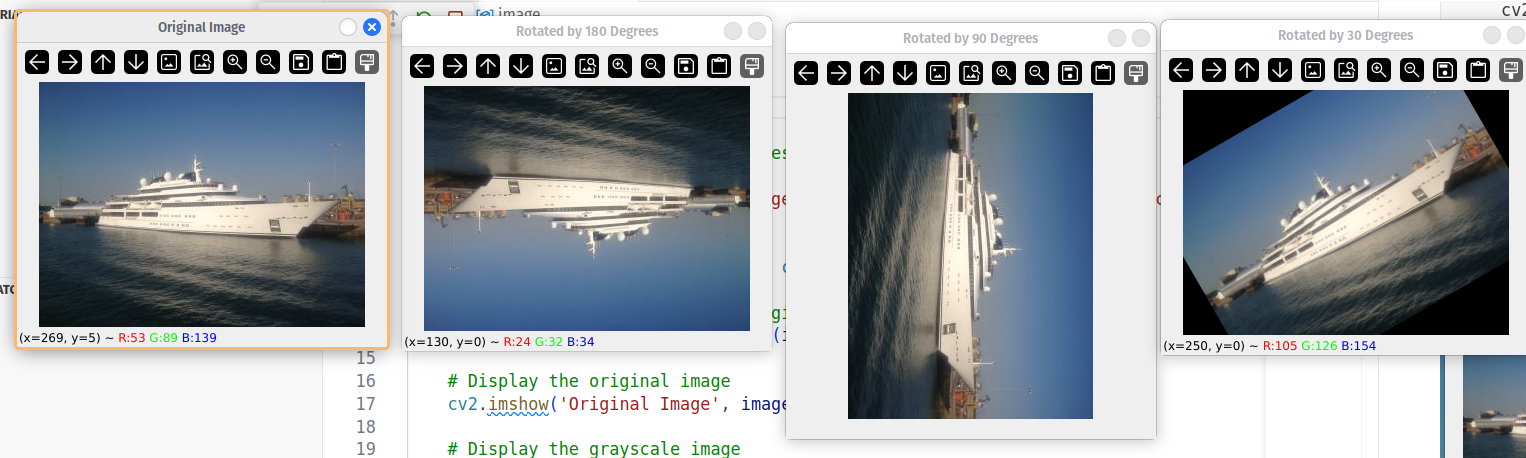 Original Image
Rotated by 180 Degrees
Rotated by 90 Degrees
Rotated by 30 Degrees
image
cv2
(x=269, y=5) ~ R:53 G:89 B:139
(x=130, y=0) ~ R:24 G:32 B:34
(x=250, y=0) ~ R:105 G:126 B:154
15
16 # Display the original image
17 cv2.imshow('Original Image', image
18
19 # Display the grayscale image